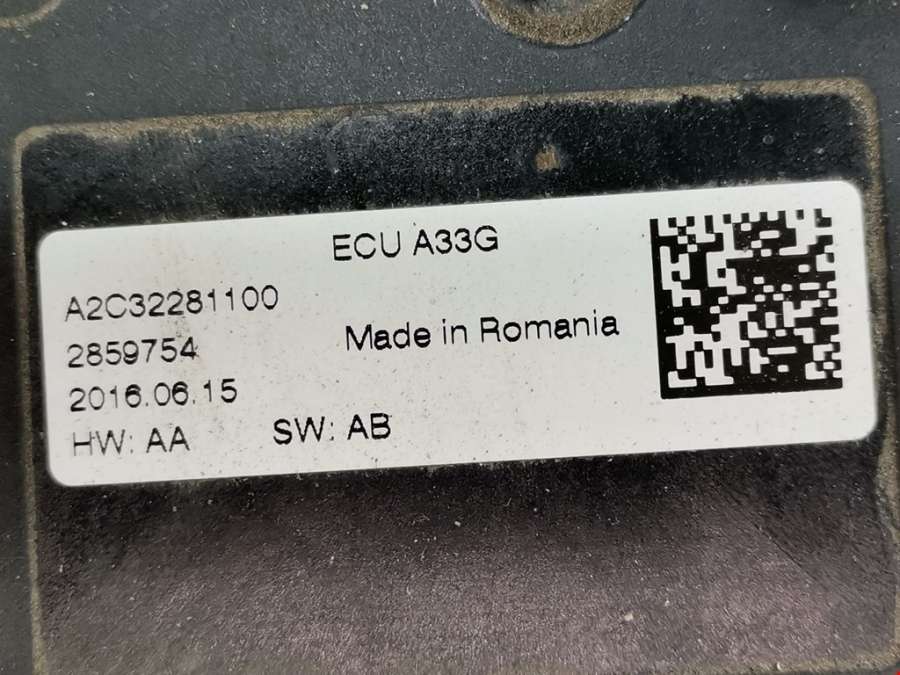 ECU A33G
A2C32281100
Made in Romania
2859754
2016.06.15
HW: AA SW: AB